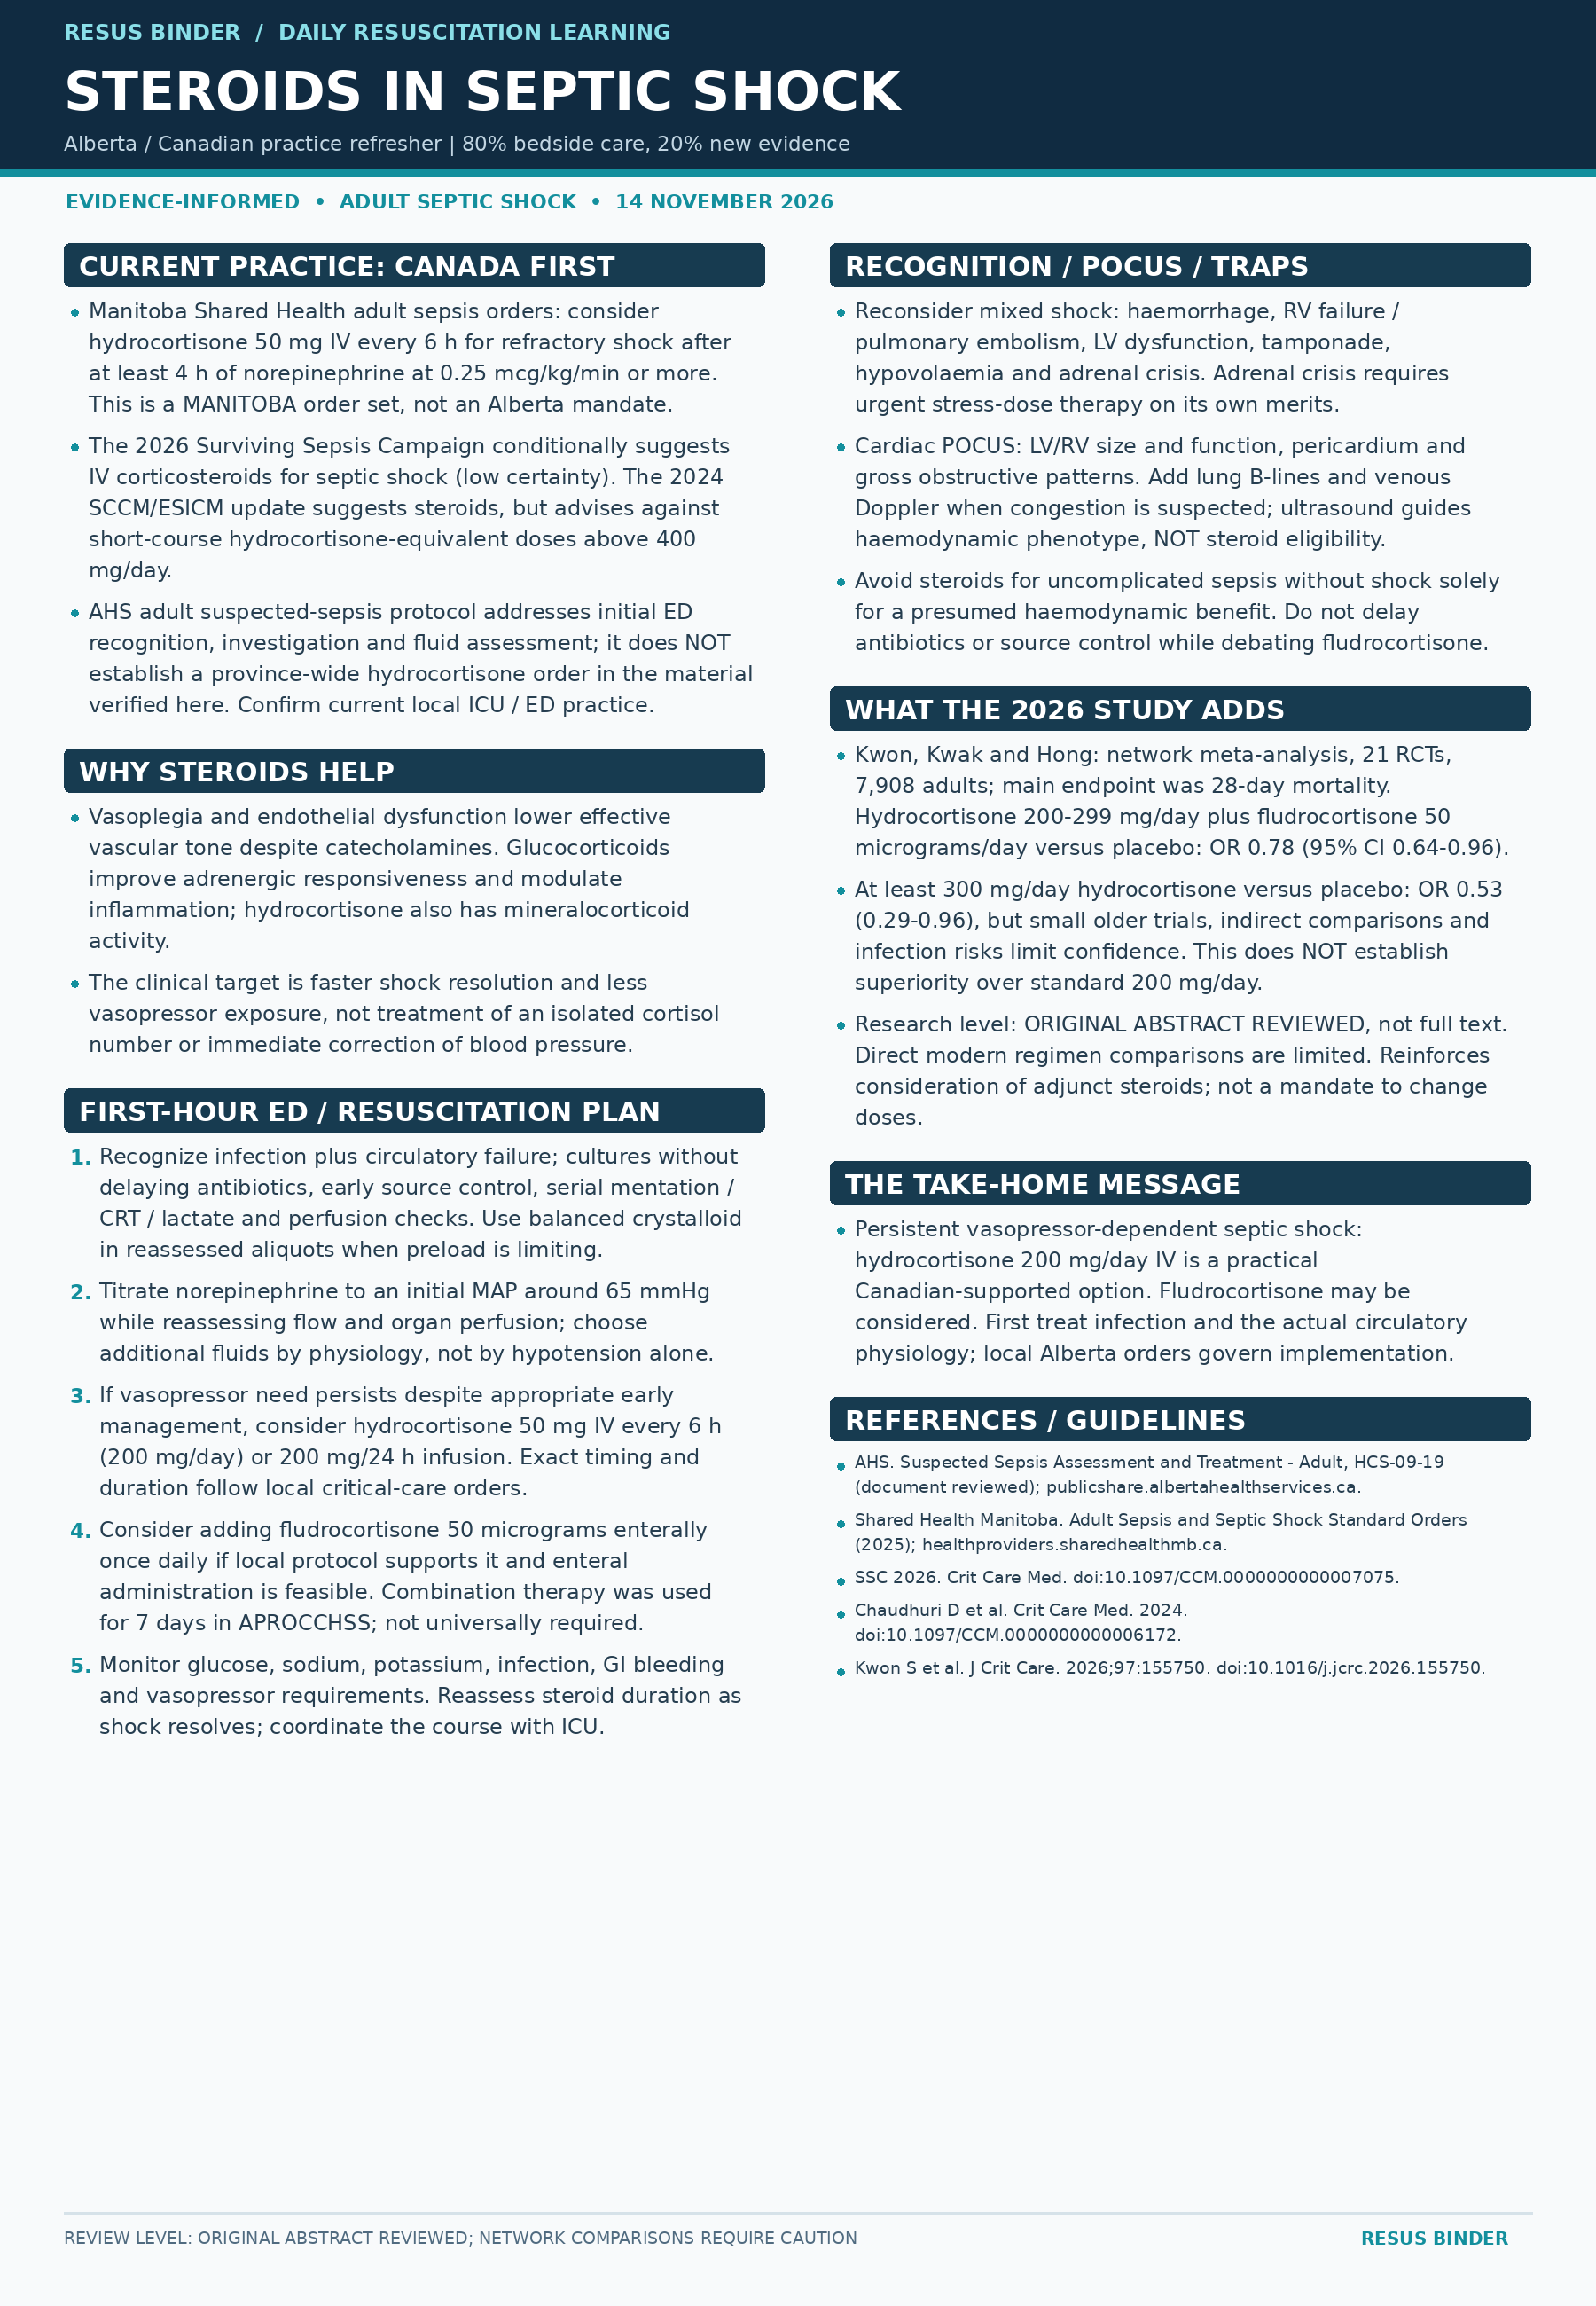 RESUS BINDER / DAILY RESUSCITATION LEARNING
STEROIDS IN SEPTIC SHOCK
Alberta / Canadian practice refresher | 80% bedside care, 20% new evidence
EVIDENCE-INFORMED • ADULT SEPTIC SHOCK • 14 NOVEMBER 2026
CURRENT PRACTICE: CANADA FIRST
• Manitoba Shared Health adult sepsis orders: consider
hydrocortisone 50 mg IV every 6 h for refractory shock after
at least 4 h of norepinephrine at 0.25 mcg/kg/min or more.
This is a MANITOBA order set, not an Alberta mandate.
• The 2026 Surviving Sepsis Campaign conditionally suggests
IV corticosteroids for septic shock (low certainty). The 2024
SCCM/ESICM update suggests steroids, but advises against
short-course hydrocortisone-equivalent doses above 400
mg/day.
• AHS adult suspected-sepsis protocol addresses initial ED
recognition, investigation and fluid assessment; it does NOT
establish a province-wide hydrocortisone order in the material
verified here. Confirm current local ICU / ED practice.
WHY STEROIDS HELP
• Vasoplegia and endothelial dysfunction lower effective
vascular tone despite catecholamines. Glucocorticoids
improve adrenergic responsiveness and modulate
inflammation; hydrocortisone also has mineralocorticoid
activity.
• The clinical target is faster shock resolution and less
vasopressor exposure, not treatment of an isolated cortisol
number or immediate correction of blood pressure.
FIRST-HOUR ED / RESUSCITATION PLAN
1. Recognize infection plus circulatory failure; cultures without
delaying antibiotics, early source control, serial mentation /
CRT / lactate and perfusion checks. Use balanced crystalloid
in reassessed aliquots when preload is limiting.
2. Titrate norepinephrine to an initial MAP around 65 mmHg
while reassessing flow and organ perfusion; choose
additional fluids by physiology, not by hypotension alone.
3. If vasopressor need persists despite appropriate early
management, consider hydrocortisone 50 mg IV every 6 h
(200 mg/day) or 200 mg/24 h infusion. Exact timing and
duration follow local critical-care orders.
4. Consider adding fludrocortisone 50 micrograms enterally
once daily if local protocol supports it and enteral
administration is feasible. Combination therapy was used
for 7 days in APROCCHSS; not universally required.
5. Monitor glucose, sodium, potassium, infection, GI bleeding
and vasopressor requirements. Reassess steroid duration as
shock resolves; coordinate the course with ICU.
RECOGNITION / POCUS / TRAPS
• Reconsider mixed shock: haemorrhage, RV failure /
pulmonary embolism, LV dysfunction, tamponade,
hypovolaemia and adrenal crisis. Adrenal crisis requires
urgent stress-dose therapy on its own merits.
• Cardiac POCUS: LV/RV size and function, pericardium and
gross obstructive patterns. Add lung B-lines and venous
Doppler when congestion is suspected; ultrasound guides
haemodynamic phenotype, NOT steroid eligibility.
• Avoid steroids for uncomplicated sepsis without shock solely
for a presumed haemodynamic benefit. Do not delay
antibiotics or source control while debating fludrocortisone.
WHAT THE 2026 STUDY ADDS
• Kwon, Kwak and Hong: network meta-analysis, 21 RCTs,
7,908 adults; main endpoint was 28-day mortality.
Hydrocortisone 200-299 mg/day plus fludrocortisone 50
micrograms/day versus placebo: OR 0.78 (95% CI 0.64-0.96).
• At least 300 mg/day hydrocortisone versus placebo: OR 0.53
(0.29-0.96), but small older trials, indirect comparisons and
infection risks limit confidence. This does NOT establish
superiority over standard 200 mg/day.
• Research level: ORIGINAL ABSTRACT REVIEWED, not full text.
Direct modern regimen comparisons are limited. Reinforces
consideration of adjunct steroids; not a mandate to change
doses.
THE TAKE-HOME MESSAGE
• Persistent vasopressor-dependent septic shock:
hydrocortisone 200 mg/day IV is a practical
Canadian-supported option. Fludrocortisone may be
considered. First treat infection and the actual circulatory
physiology; local Alberta orders govern implementation.
REFERENCES / GUIDELINES
• AHS. Suspected Sepsis Assessment and Treatment - Adult, HCS-09-19
(document reviewed); publicshare.albertahealthservices.ca.
• Shared Health Manitoba. Adult Sepsis and Septic Shock Standard Orders
(2025); healthproviders.sharedhealthmb.ca.
• SSC 2026. Crit Care Med. doi:10.1097/CCM.0000000000007075.
• Chaudhuri D et al. Crit Care Med. 2024.
doi:10.1097/CCM.0000000000006172.
• Kwon S et al. J Crit Care. 2026;97:155750. doi:10.1016/j.jcrc.2026.155750.
REVIEW LEVEL: ORIGINAL ABSTRACT REVIEWED; NETWORK COMPARISONS REQUIRE CAUTION
RESUS BINDER